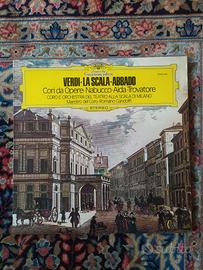 VERDI·LA SCALA·ABBADO
Cori da Opere·Nabucco·Aida·Trovatore
CORO E ORCHESTRA DEL TEATRO ALLA SCALA DI MILANO
Maestro del Coro: Romano Gandolfi
STEREO